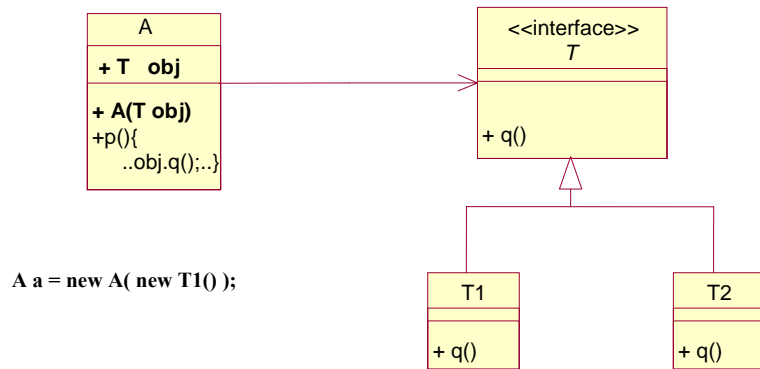 A
+ T obj
+ A(T obj)
+p(){
..obj.q();..}
<<interface>>
T
+ q()
A a = new A( new T1() );
T1
+ q()
T2
+ q()